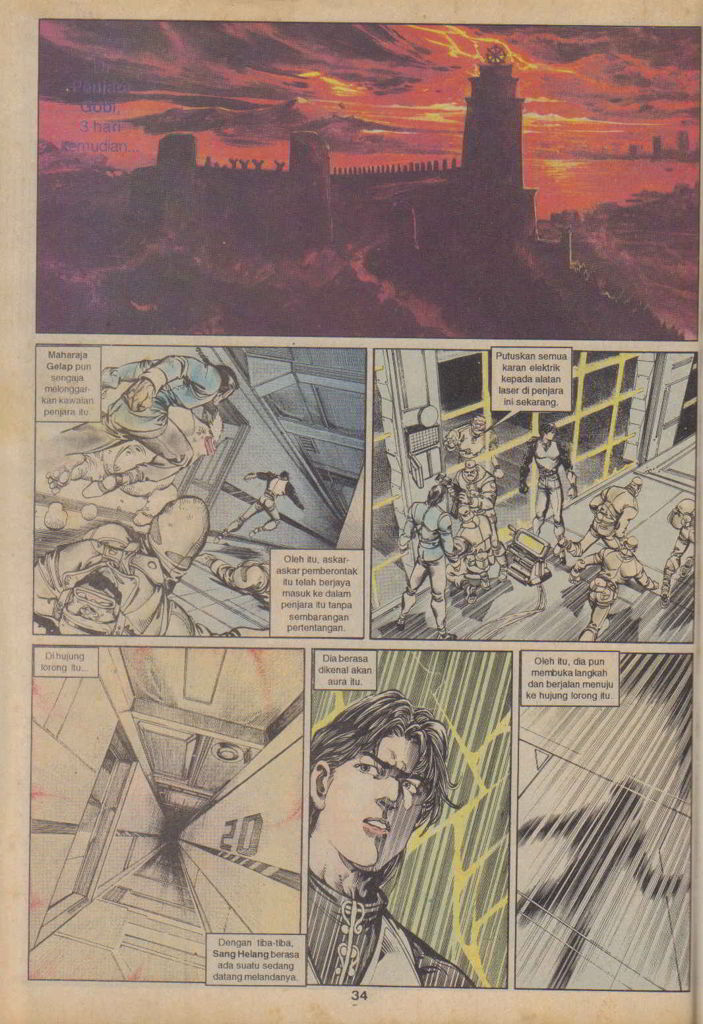 Di
Penjara
Gobi,
3 hari
kemudian...
Maharaja
Gelap pun
sengaja
melonggar-
kan kawalan
penjara itu.
Oleh itu, askar-
askar pemberontak
itu telah berjaya
masuk ke dalam
penjara itu tanpa
sembarangan
pertentangan.
Putuskan semua
karan elektrik
kepada alatan
laser di penjara
ini sekarang.
Di hujung
lorong itu...
20
Dengan tiba-tiba,
Sang Helang berasa
ada suatu sedang
datang melandanya.
Dia berasa
dikenal akan
aura itu.
Oleh itu, dia pun
membuka langkah
dan berjalan menuju
ke hujung lorong itu.
34